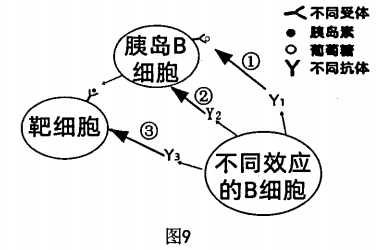 不同受体
胰岛素
葡萄糖
不同抗体
胰岛B
细胞
①
②
Y₁
Y₂
靶细胞
③
Y₃
不同效应
的B细胞
图9